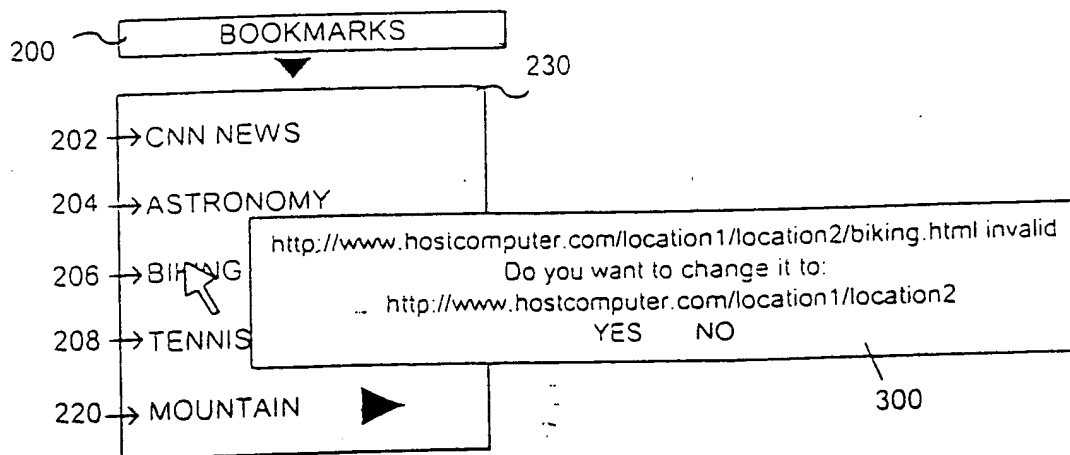 200 BOOKMARKS
230
202 → CNN NEWS
204 → ASTRONOMY
http://www.hostcomputer.com/location1/location2/biking.html invalid
Do you want to change it to:
206 → BIKING
http://www.hostcomputer.com/location1/location2
208 → TENNIS YES NO
220 → MOUNTAIN
300